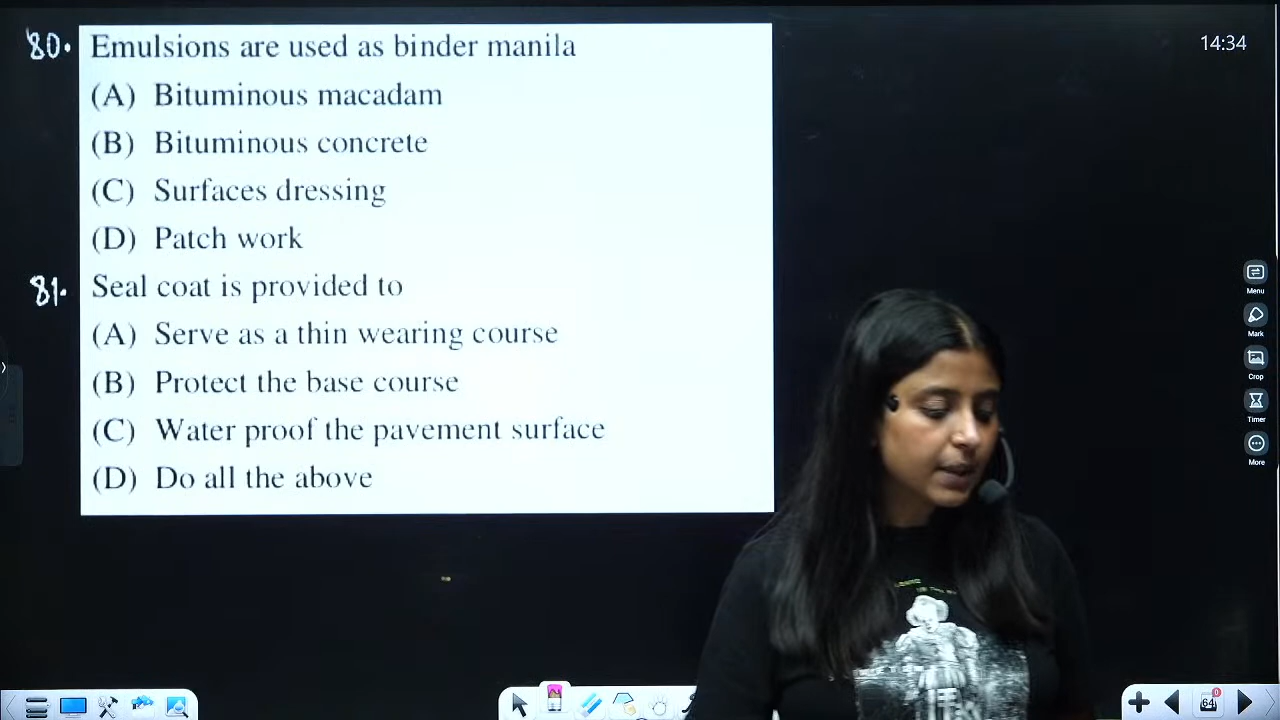 80. Emulsions are used as binder manila
14:34
(A) Bituminous macadam
(B) Bituminous concrete
(C) Surfaces dressing
(D) Patch work
81. Seal coat is provided to
(A) Serve as a thin wearing course
(B) Protect the base course
(C) Water proof the pavement surface
(D) Do all the above
Menu
Mark
Crop
Timer
More
64
0